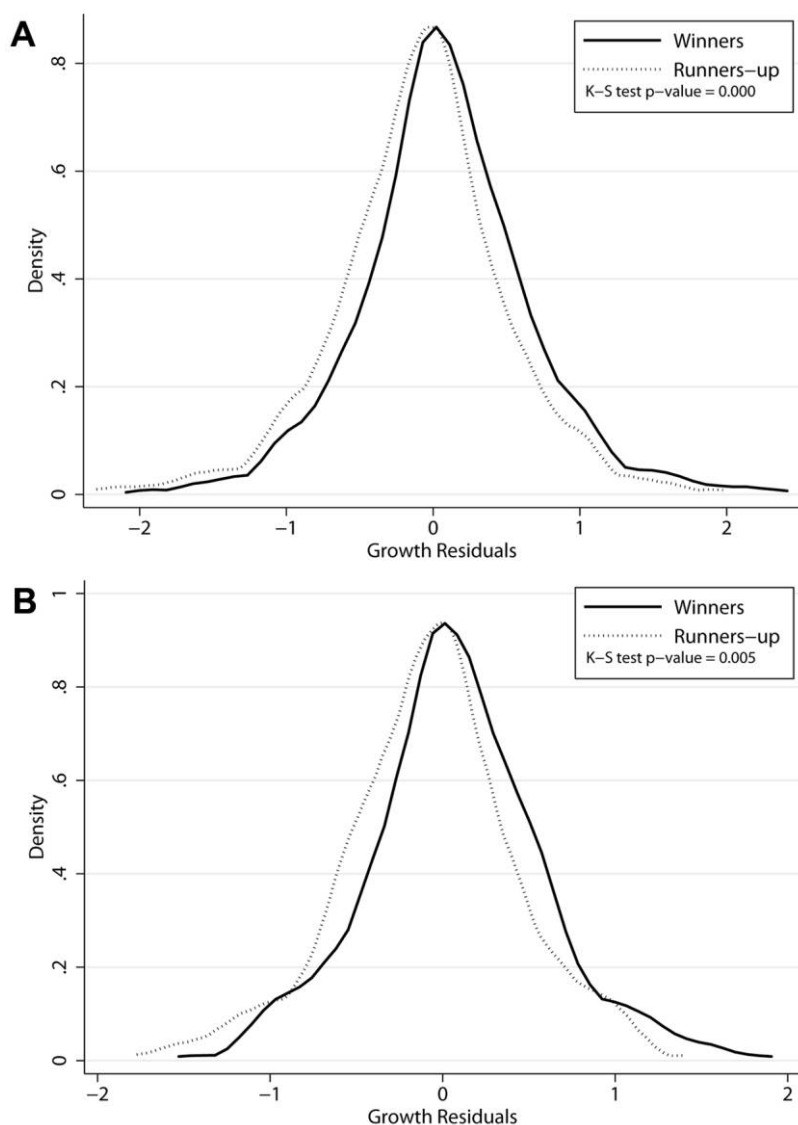 A
Winners
Runners-up
K-S test p-value = 0.000
Density
.8
.6
.4
.2
0
-2
-1
0
1
2
Growth Residuals
B
Winners
Runners-up
K-S test p-value = 0.005
Density
1
.8
.6
.4
.2
0
-2
-1
0
1
2
Growth Residuals